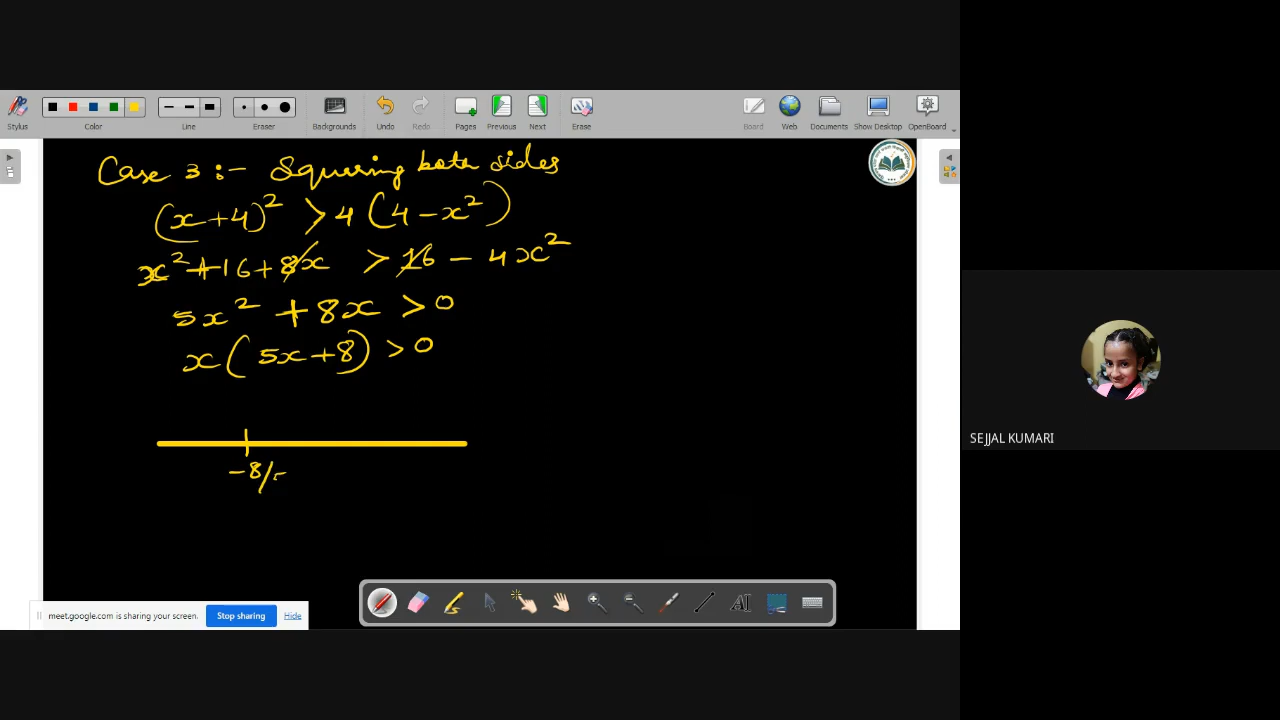 Stylus
Color
Line
Eraser
Backgrounds
Undo
Redo
Pages
Previous
Next
Erase
Board
Web
Documents
Show Desktop
OpenBoard
Case 3 :- Squaring both sides
(x+4)² > 4(4-x²)
x²+16+8x > 16 - 4x²
5x² + 8x > 0
x(5x+8) > 0
-8/
SEJJAL KUMARI
meet.google.com is sharing your screen.
Stop sharing
Hide